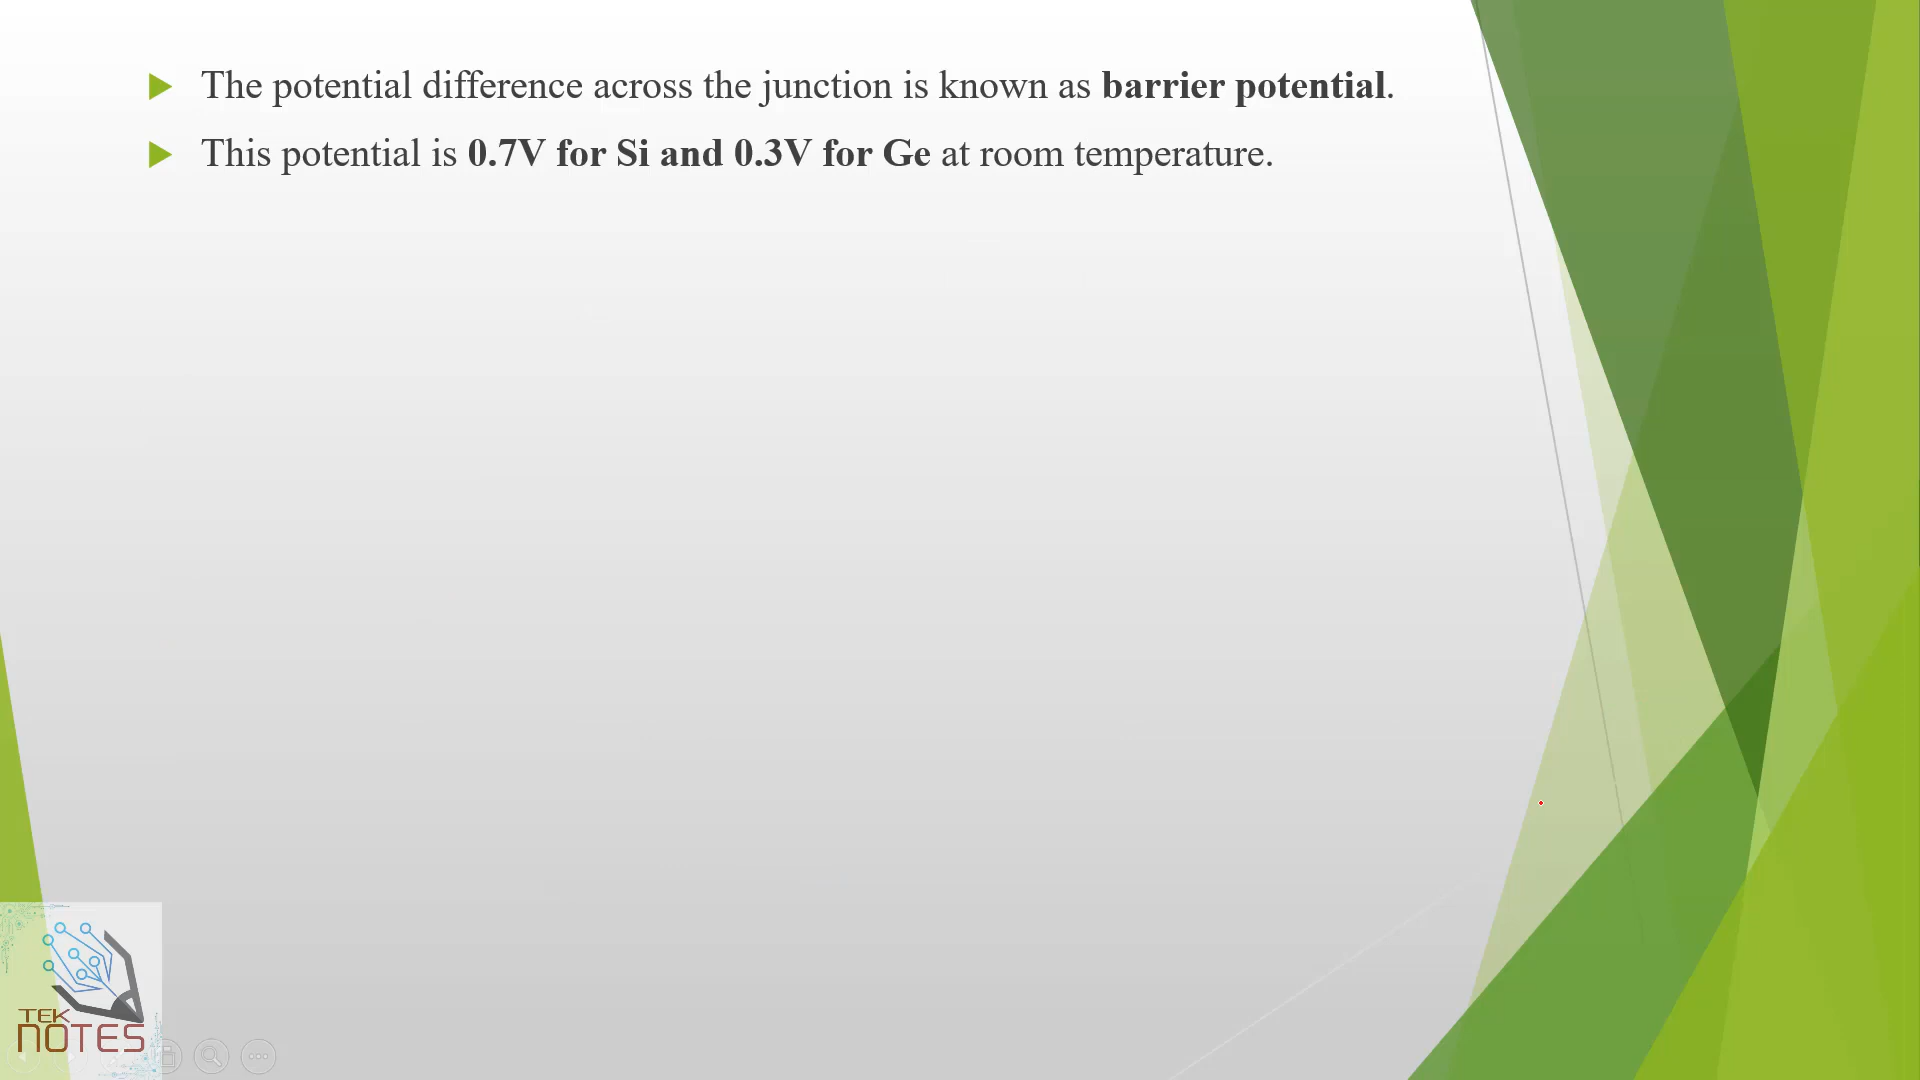 The potential difference across the junction is known as barrier potential.
This potential is 0.7V for Si and 0.3V for Ge at room temperature.
TEK
NOTES